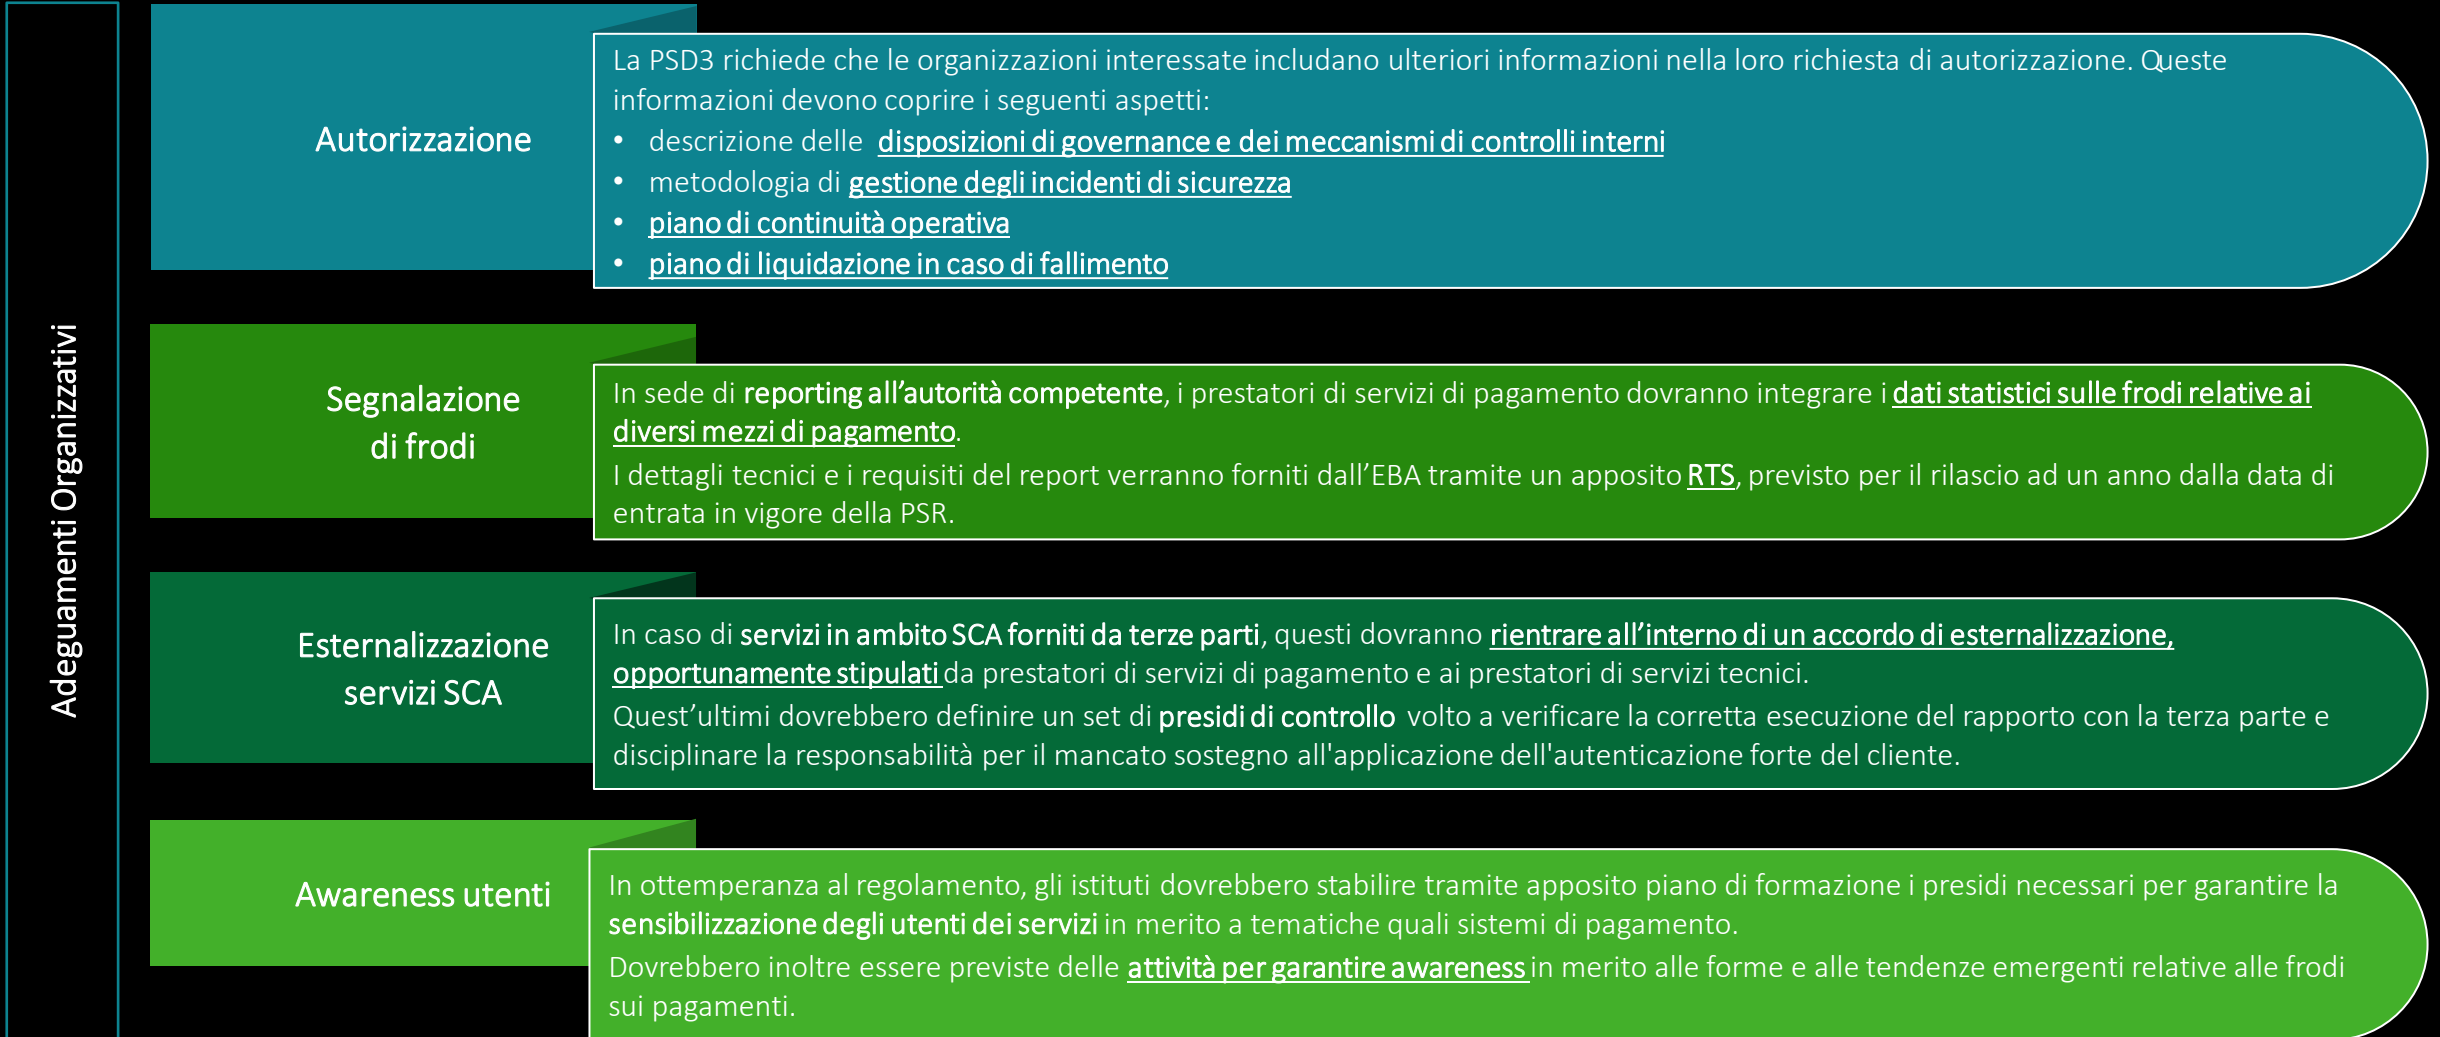 Adeguamenti Organizzativi
Autorizzazione
La PSD3 richiede che le organizzazioni interessate includano ulteriori informazioni nella loro richiesta di autorizzazione. Queste
informazioni devono coprire i seguenti aspetti:
• descrizione delle disposizioni di governance e dei meccanismi di controlli interni
• metodologia di gestione degli incidenti di sicurezza
• piano di continuità operativa
• piano di liquidazione in caso di fallimento
Segnalazione
di frodi
In sede di reporting all’autorità competente, i prestatori di servizi di pagamento dovranno integrare i dati statistici sulle frodi relative ai
diversi mezzi di pagamento.
I dettagli tecnici e i requisiti del report verranno forniti dall’EBA tramite un apposito RTS, previsto per il rilascio ad un anno dalla data di
entrata in vigore della PSR.
Esternalizzazione
servizi SCA
In caso di servizi in ambito SCA forniti da terze parti, questi dovranno rientrare all’interno di un accordo di esternalizzazione,
opportunamente stipulati da prestatori di servizi di pagamento e ai prestatori di servizi tecnici.
Quest’ultimi dovrebbero definire un set di presidi di controllo volto a verificare la corretta esecuzione del rapporto con la terza parte e
disciplinare la responsabilità per il mancato sostegno all'applicazione dell'autenticazione forte del cliente.
Awareness utenti
In ottemperanza al regolamento, gli istituti dovrebbero stabilire tramite apposito piano di formazione i presidi necessari per garantire la
sensibilizzazione degli utenti dei servizi in merito a tematiche quali sistemi di pagamento.
Dovrebbero inoltre essere previste delle attività per garantire awareness in merito alle forme e alle tendenze emergenti relative alle frodi
sui pagamenti.